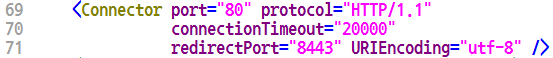 69 <Connector port="80" protocol="HTTP/1.1"
70 connectionTimeout="20000"
71 redirectPort="8443" URIEncoding="utf-8" />